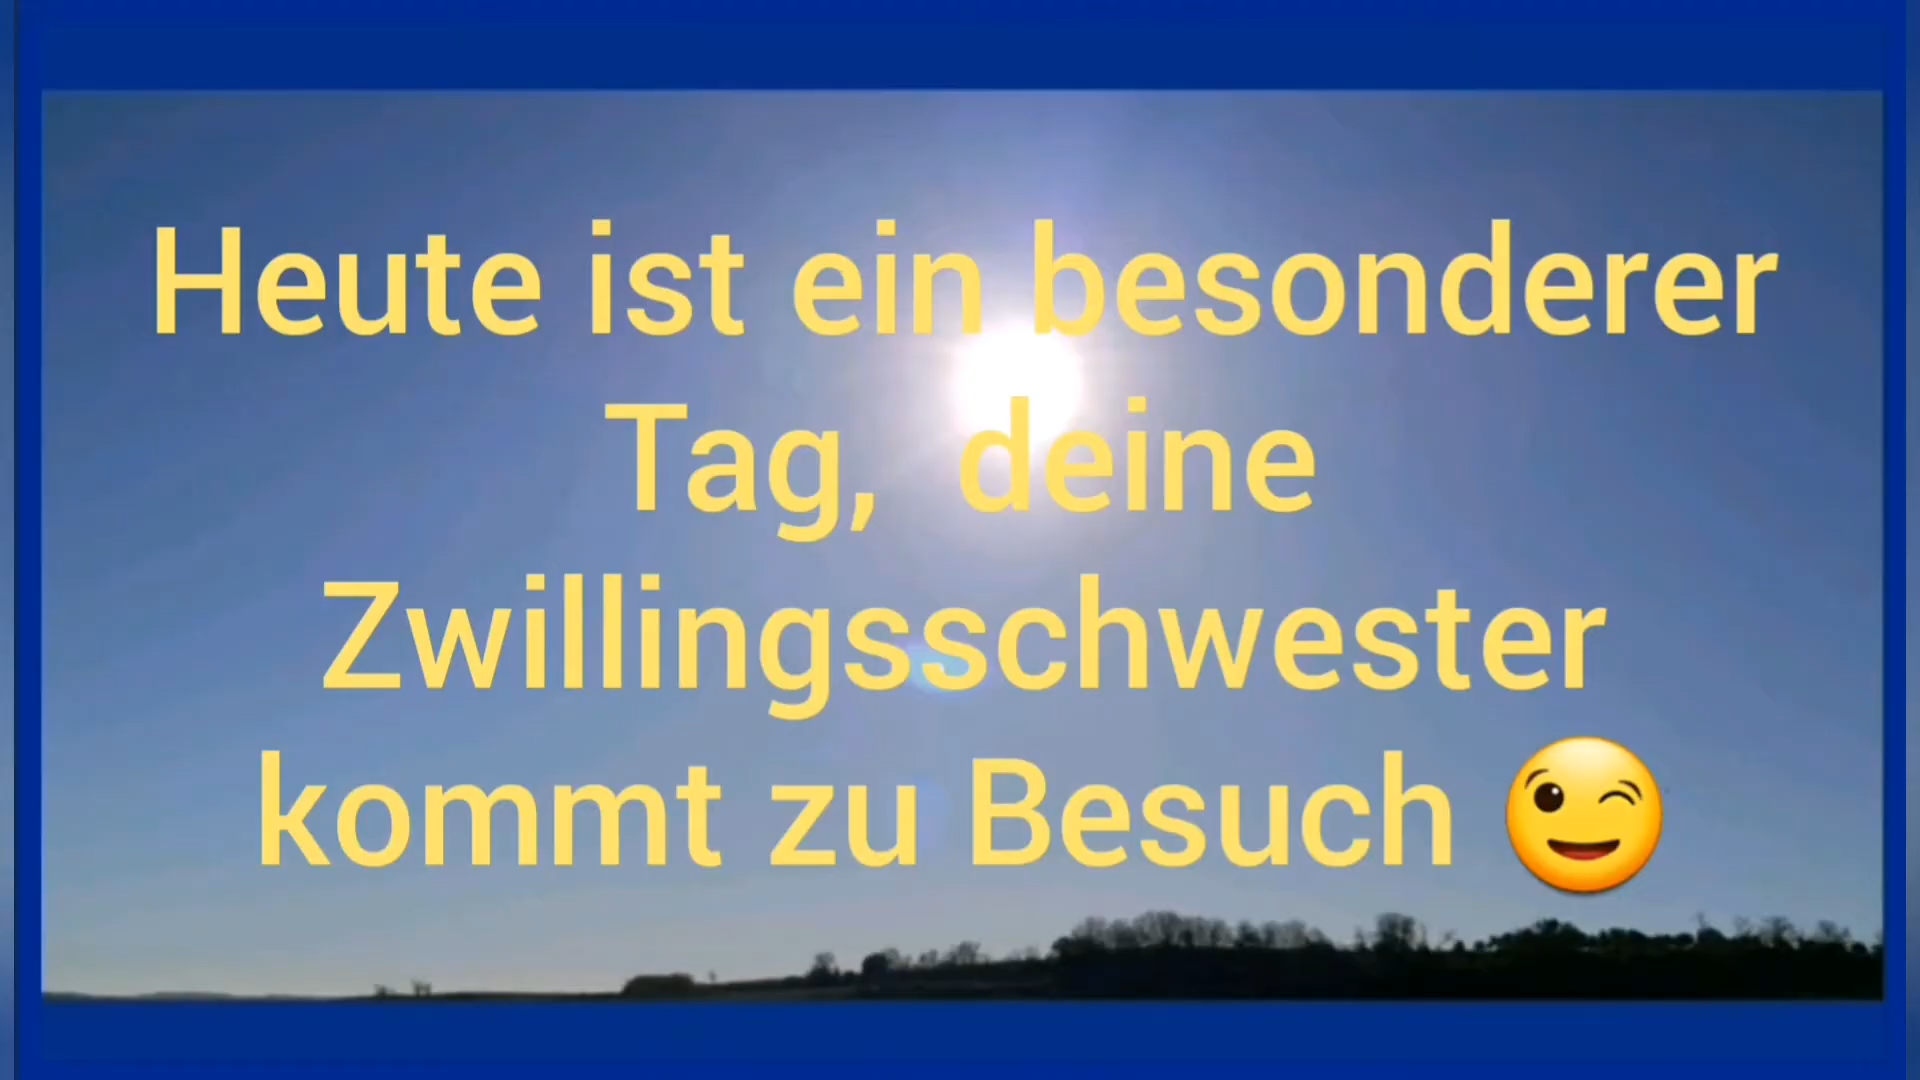 Heute ist ein besonderer
Tag, deine
Zwillingsschwester
kommt zu Besuch 😉